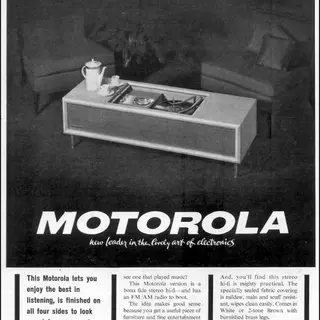 MOTOROLA
new leader in the lively art of electronics
This Motorola lets you
enjoy the best in
listening, is finished on
all four sides to look
see one that played music!
This Motorola version is a
bona fide stereo hi-fi—and has
an FM/AM radio to boot.
The idea makes good sense
because you get a useful piece of
furniture and fine entertainment
And, you'll find this stereo
hi-fi is mighty practical. The
specially sealed fabric covering
is mildew, stain and scuff resist-
ant, wipes clean easily. Comes in
White or 2-tone Brown with
burnished brass legs.